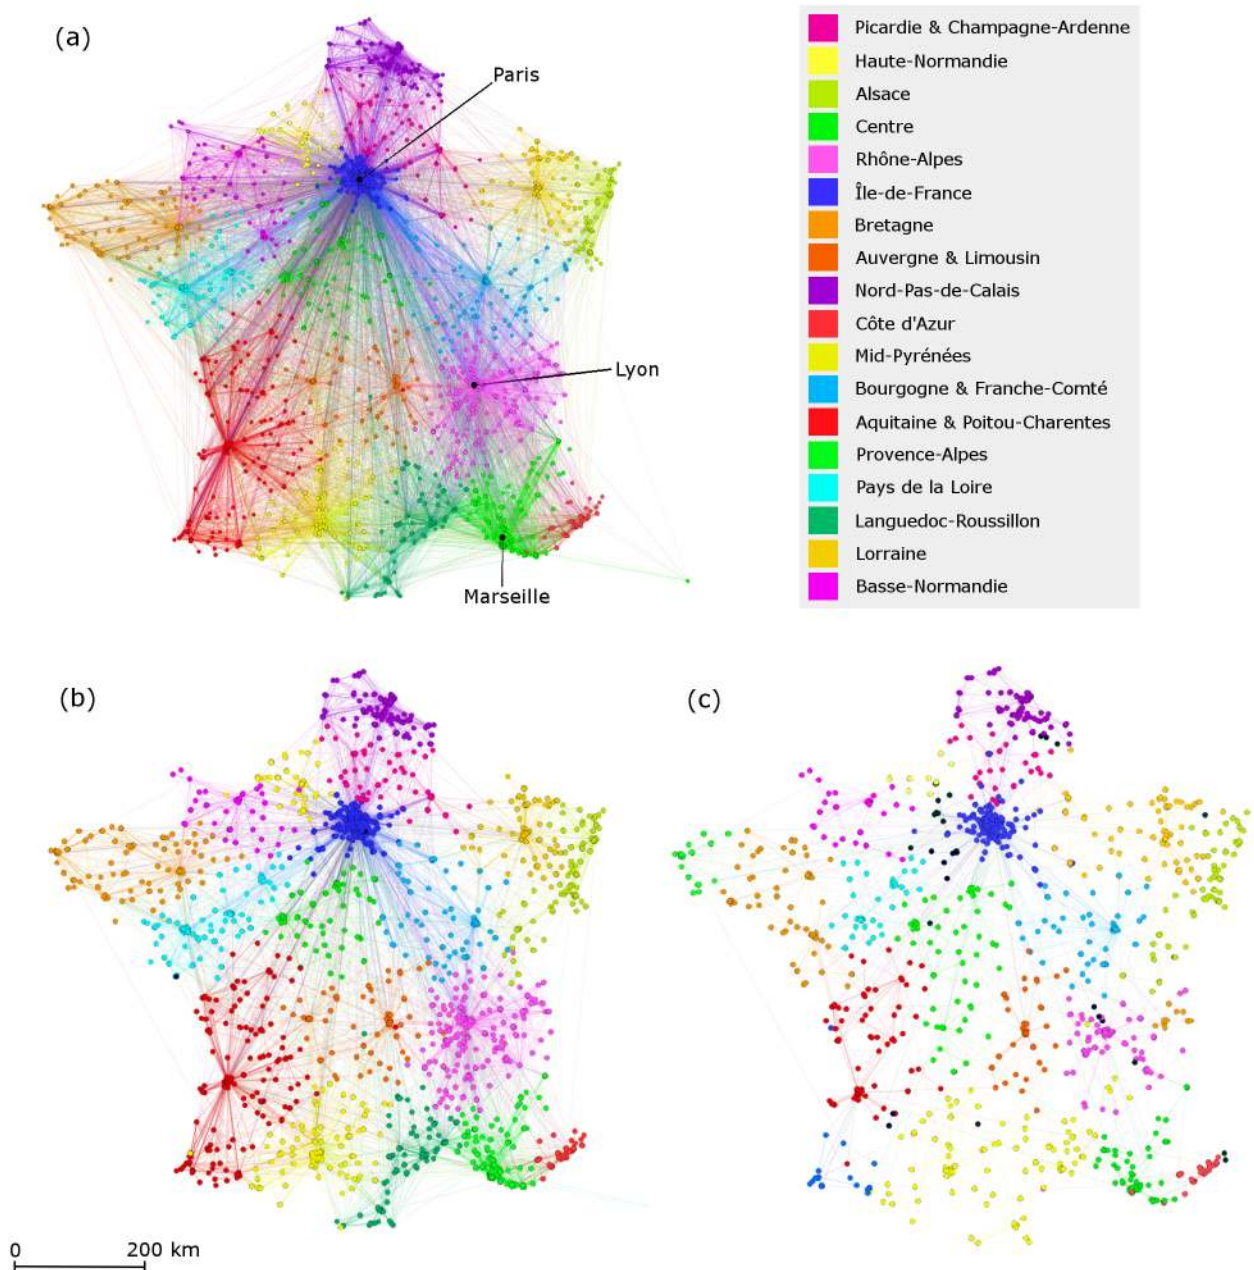 (a)
Paris
Lyon
Marseille
Picardie & Champagne-Ardenne
Haute-Normandie
Alsace
Centre
Rhône-Alpes
Île-de-France
Bretagne
Auvergne & Limousin
Nord-Pas-de-Calais
Côte d'Azur
Mid-Pyrénées
Bourgogne & Franche-Comté
Aquitaine & Poitou-Charentes
Provence-Alpes
Pays de la Loire
Languedoc-Roussillon
Lorraine
Basse-Normandie
(b)
(c)
0 200 km